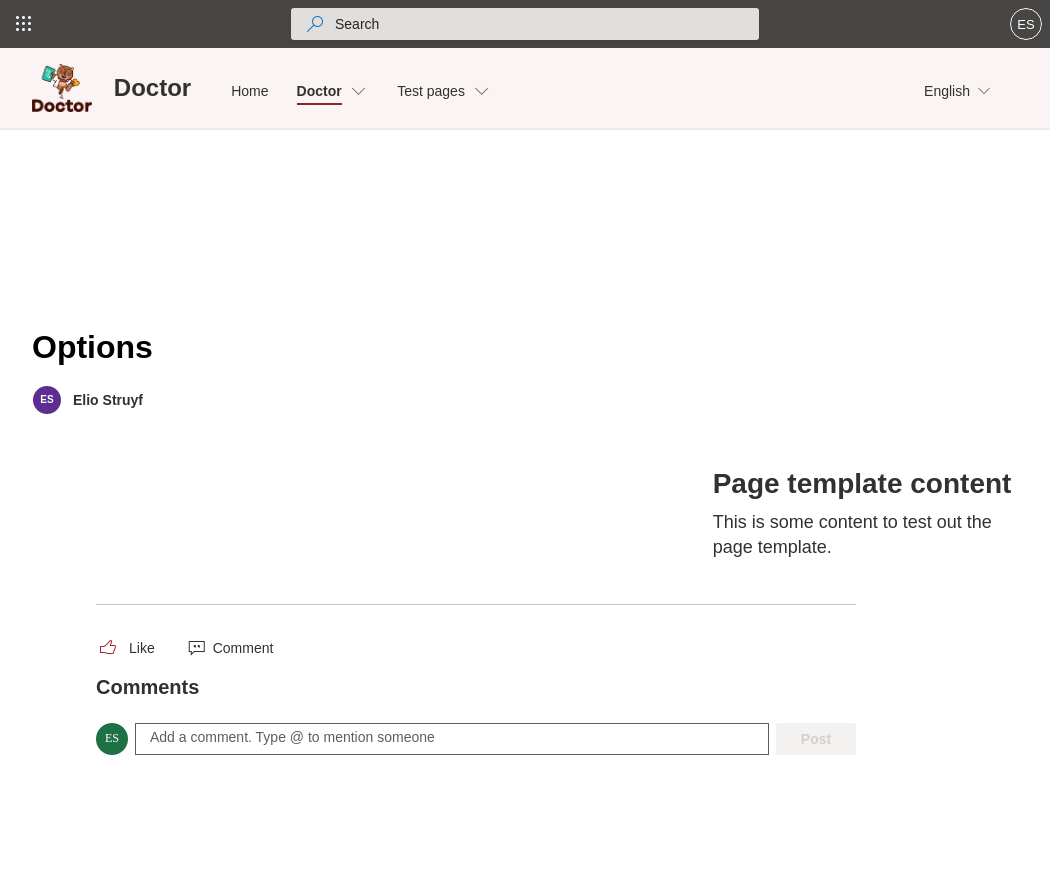 Search
ES
Doctor
Doctor
Home
Doctor
Test pages
English
Options
ES
Elio Struyf
Page template content
This is some content to test out the
page template.
Like
Comment
Comments
ES
Add a comment. Type @ to mention someone
Post